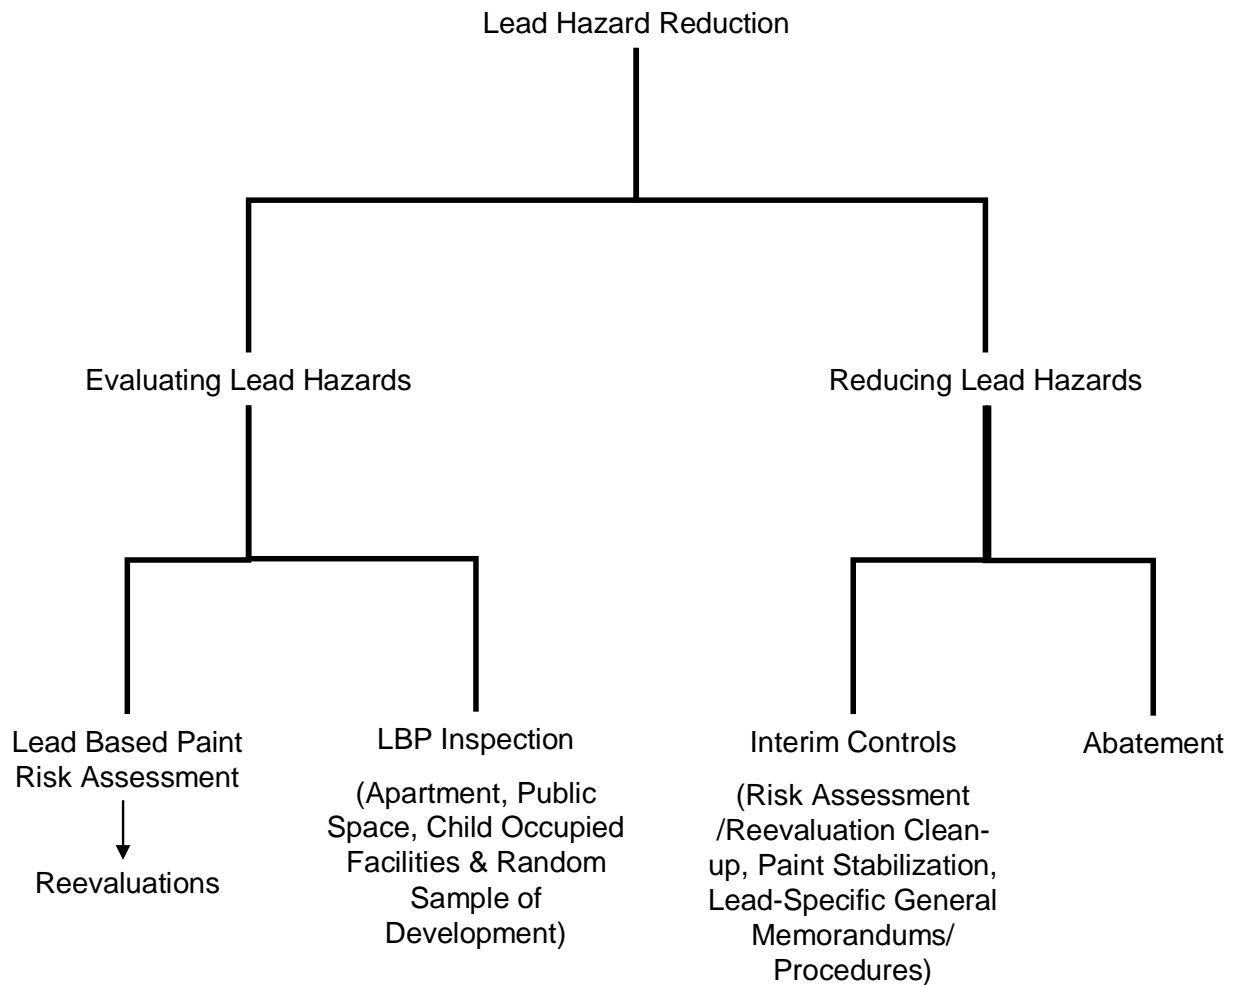 Lead Hazard Reduction
Evaluating Lead Hazards
Reducing Lead Hazards
Lead Based Paint
Risk Assessment
Reevaluations
LBP Inspection
(Apartment, Public
Space, Child Occupied
Facilities & Random
Sample of
Development)
Interim Controls
(Risk Assessment
/Reevaluation Clean-
up, Paint Stabilization,
Lead-Specific General
Memorandums/
Procedures)
Abatement